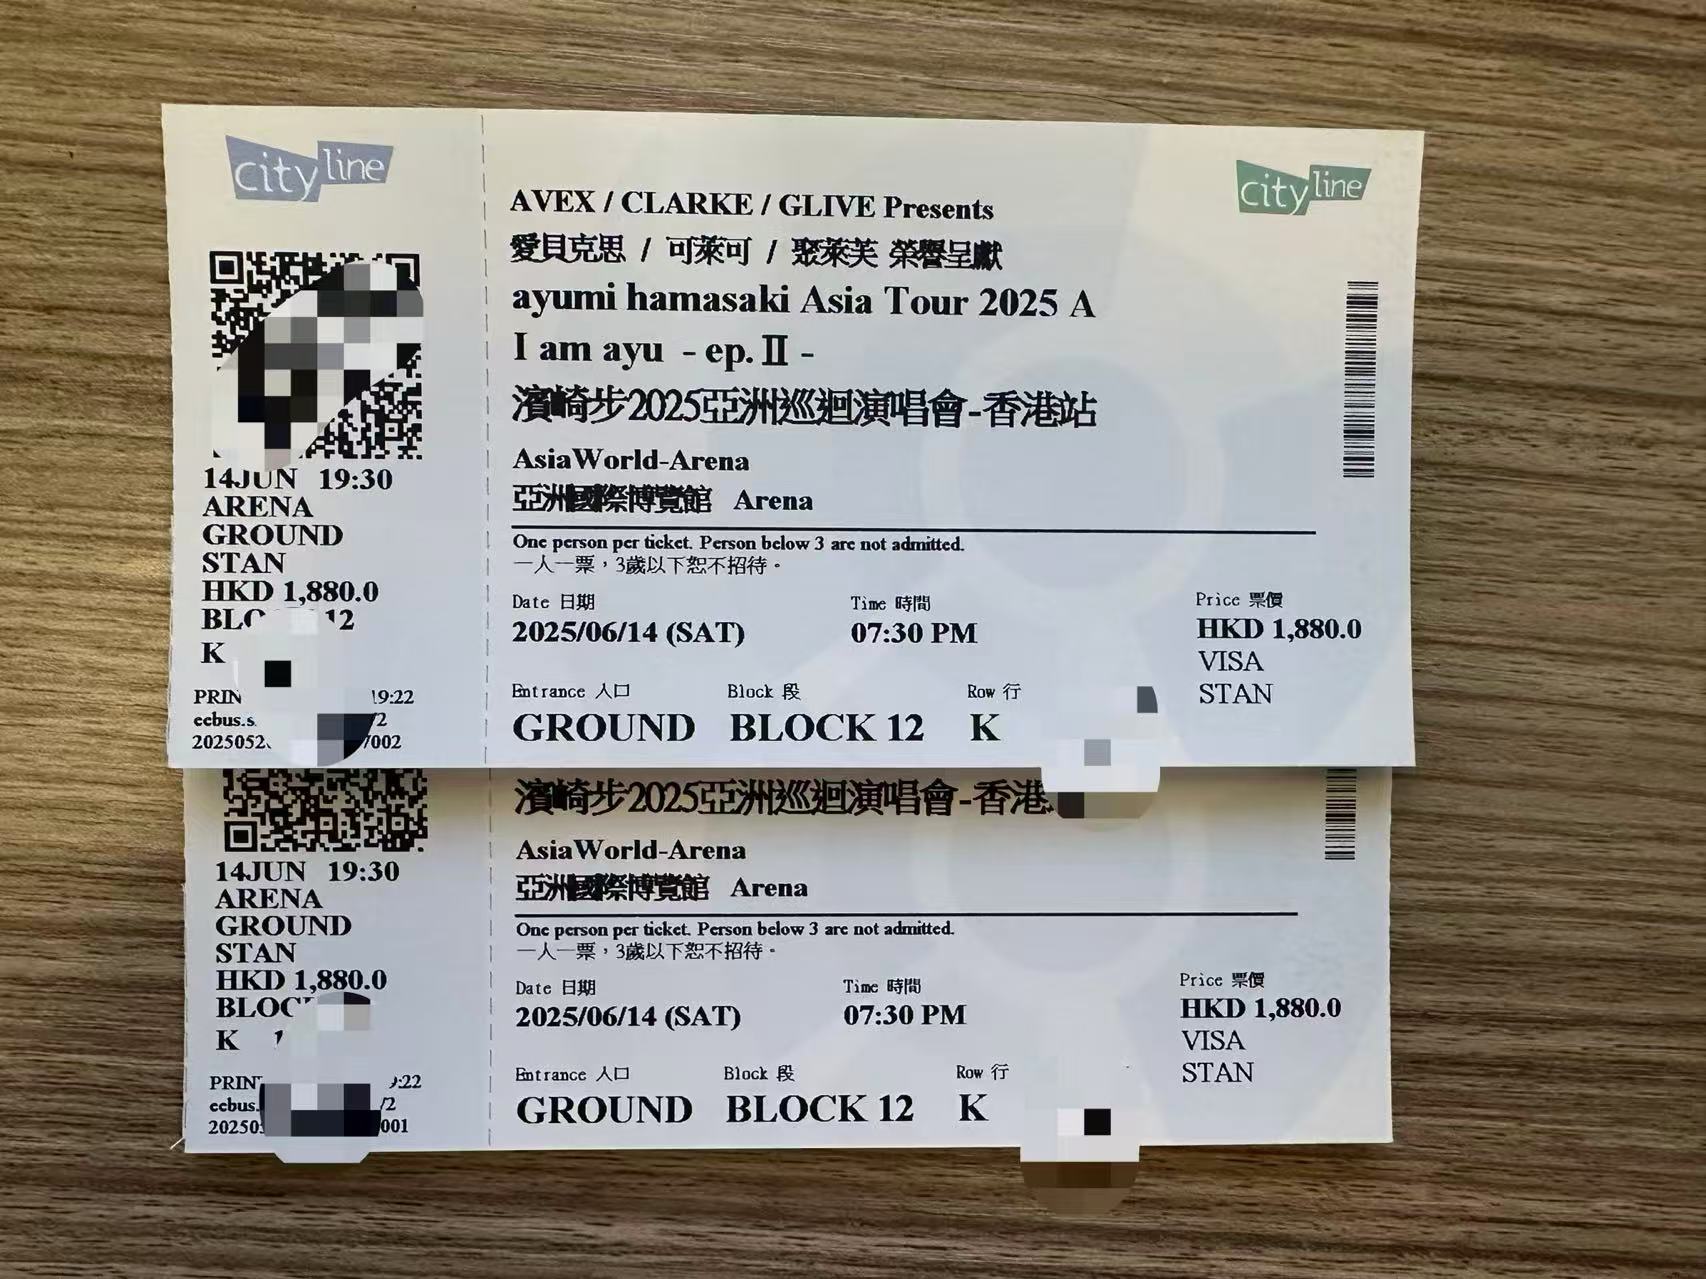 city line
14JUN 19:30
ARENA
GROUND
STAN
HKD 1,880.0
12
K
19:22
002
AVEX / CLARKE / GLIVE Presents
愛貝克思 / 可萊可 / 聚萊芙 榮譽呈獻
ayumi hamasaki Asia Tour 2025 A
I am ayu - ep. II -
濱崎步2025亞洲巡迴演唱會-香港站
AsiaWorld-Arena
亞洲國際博覽館 Arena
One person per ticket. Person below 3 are not admitted.
一人一票，3歲以下恕不招待。
Date 日期 Time 時間 Price 票價
2025/06/14 (SAT) 07:30 PM HKD 1,880.0
VISA
STAN
Entrance 入口 Block 段 Row 行
GROUND BLOCK 12 K
city line
14JUN 19:30
ARENA
GROUND
STAN
HKD 1,880.0
K
001
濱崎步2025亞洲巡迴演唱會-香港
AsiaWorld-Arena
亞洲國際博覽館 Arena
One person per ticket. Person below 3 are not admitted.
一人一票，3歲以下恕不招待。
Date 日期 Time 時間 Price 票價
2025/06/14 (SAT) 07:30 PM HKD 1,880.0
VISA
STAN
Entrance 入口 Block 段 Row 行
GROUND BLOCK 12 K